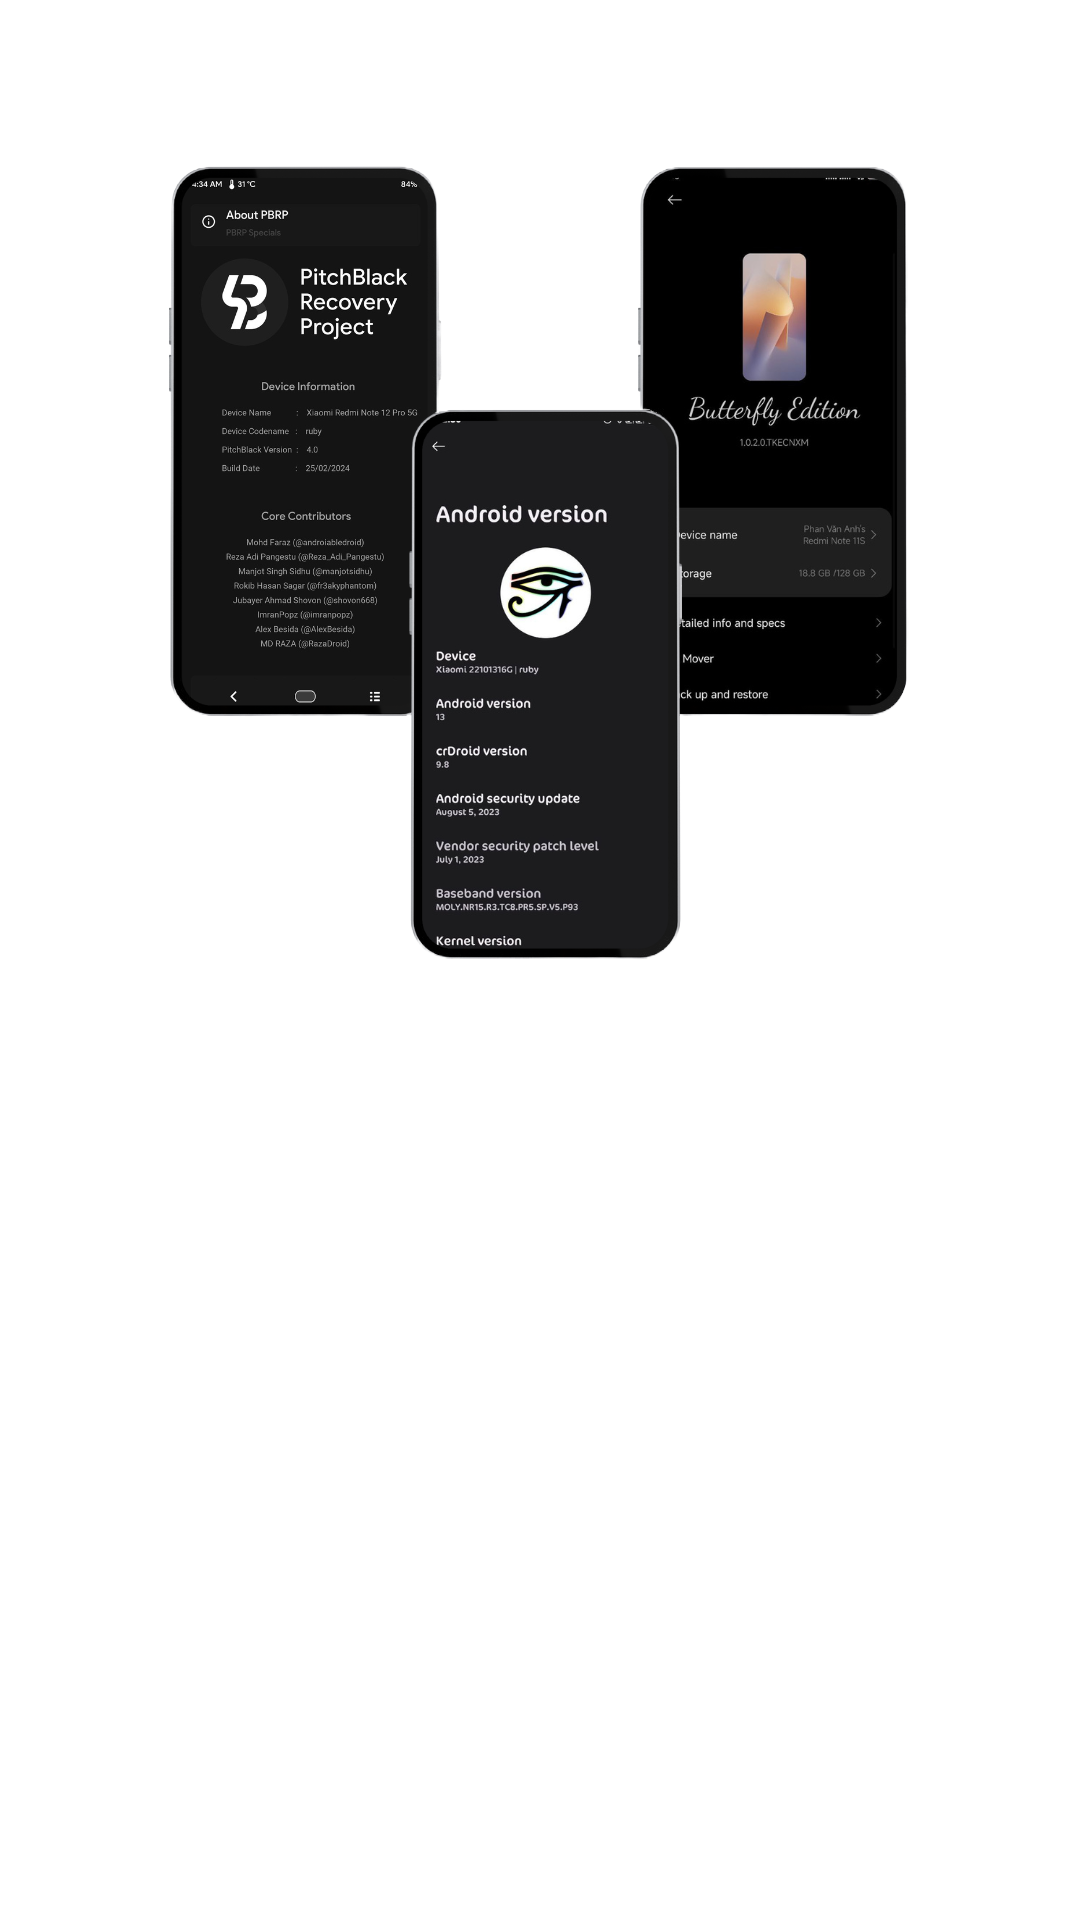 4:34 AM 31°C 84%
About PBRP
PBRP Specials
PitchBlack
Recovery
Project
Device Information
Device Name : Xiaomi Redmi Note 12 Pro 5G
Device Codename : ruby
PitchBlack Version : 4.0
Build Date : 25/02/2024
Core Contributors
Mohd Faraz (@androiabledroid)
Reza Adi Pangestu (@Reza_Adi_Pangestu)
Manjot Singh Sidhu (@manjotsidhu)
Rokib Hasan Sagar (@fr3akyphantom)
Jubayer Ahmad Shovon (@shovon668)
ImranPopz (@imranpopz)
Alex Besida (@AlexBesida)
MD RAZA (@RazaDroid)
Android version
Device
Xiaomi 22101316G | ruby
Android version
13
crDroid version
9.8
Android security update
August 5, 2023
Vendor security patch level
July 1, 2023
Baseband version
MOLY.NR15.R3.TC8.PR5.SP.V5.P93
Kernel version
Butterfly Edition
1.0.2.0.TKECNXM
evice name Phan Vân Anh's
Redmi Note 11S
torage 18.8 GB /128 GB
tailed info and specs
Mover
ck up and restore